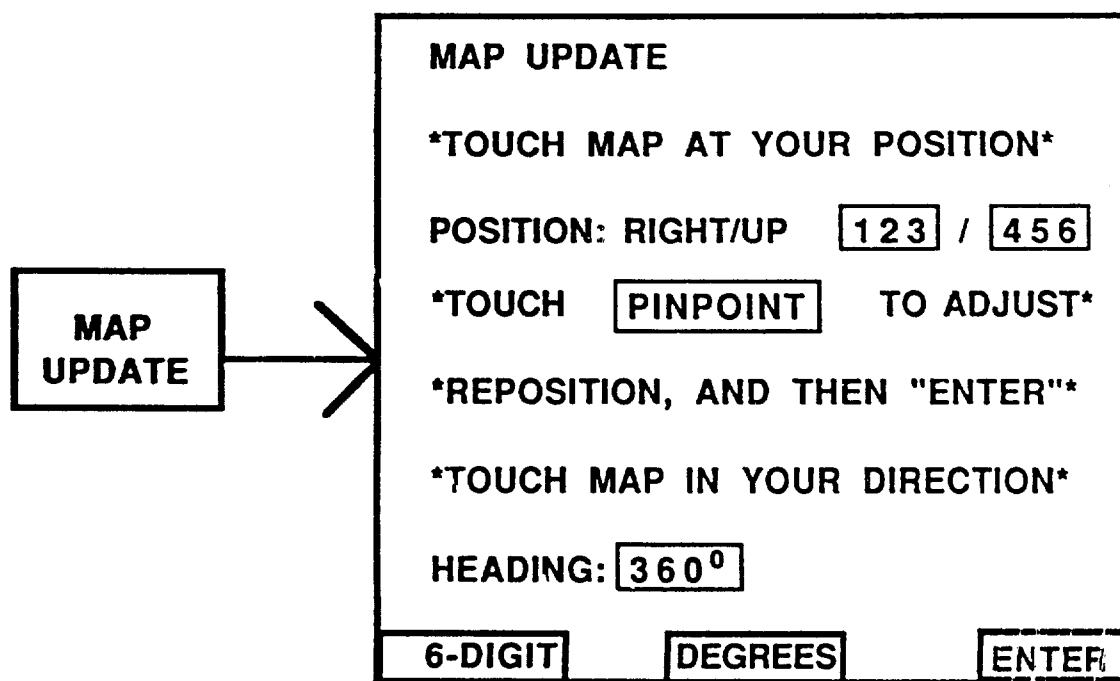 MAP
UPDATE
MAP UPDATE
*TOUCH MAP AT YOUR POSITION*
POSITION: RIGHT/UP 123 / 456
*TOUCH PINPOINT TO ADJUST*
*REPOSITION, AND THEN "ENTER"*
*TOUCH MAP IN YOUR DIRECTION*
HEADING: 360⁰
6-DIGIT DEGREES ENTER